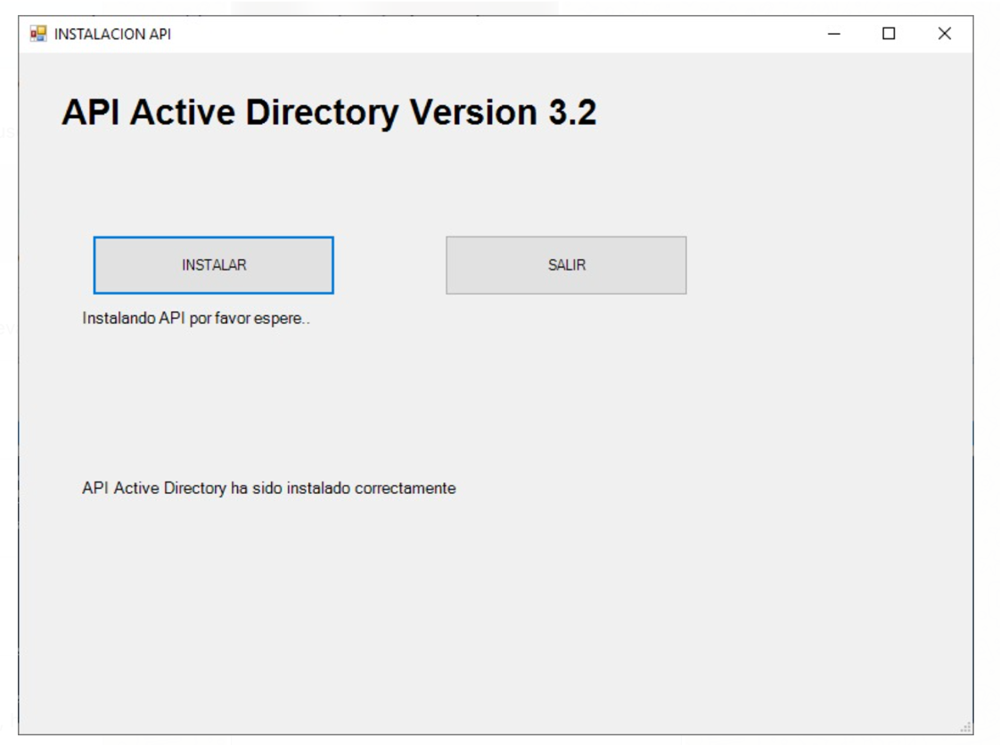 INSTALACION API
API Active Directory Version 3.2
INSTALAR
SALIR
Instalando API por favor espere..
API Active Directory ha sido instalado correctamente